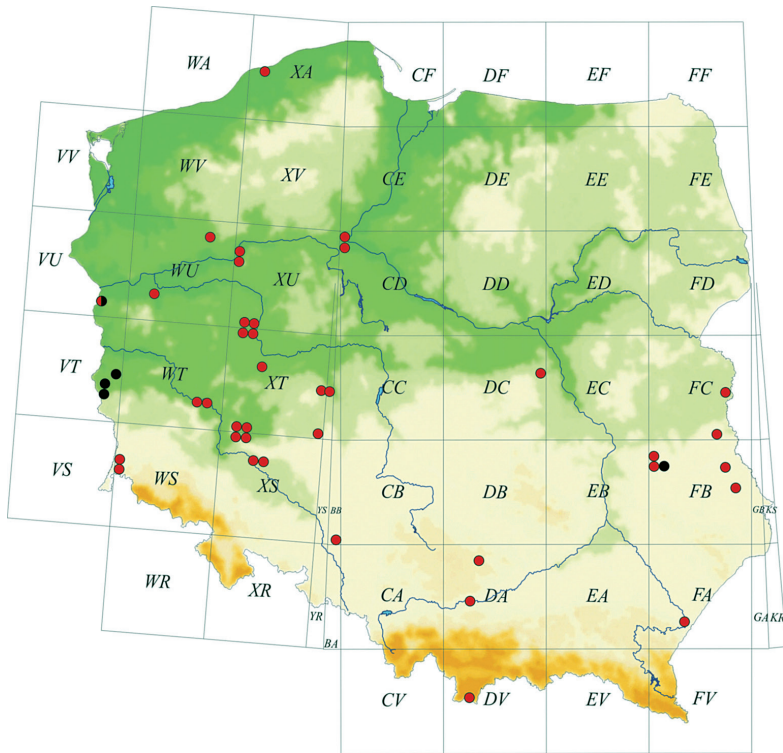 WA XA CF DF EF FF
VV WV XV CE DE EE FE
VU WU XU CD DD ED FD
VT WT XT CC DC EC FC
VS WS XS YS BB CB DB EB FB GB KS
WR XR YR CA DA EA FA GA KR
BA
CV DV EV FV